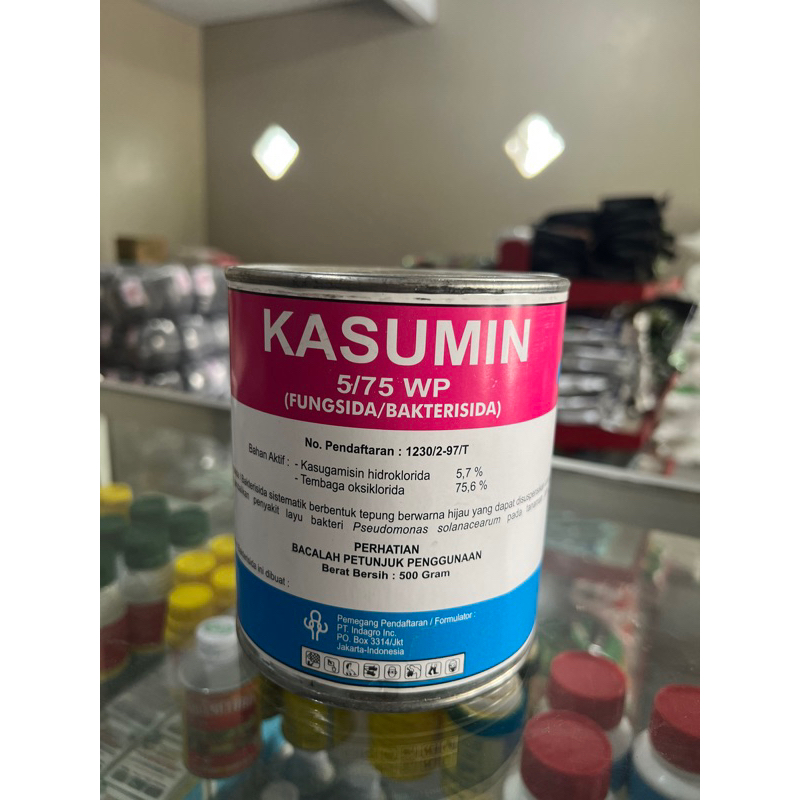 KASUMIN
5/75 WP
(FUNGSIDA/BAKTERISIDA)
No. Pendaftaran : 1230/2-97/T
Bahan Aktif : - Kasugamisin hidroklorida 5,7 %
- Tembaga oksiklorida 75,6 %
Bakterisida sistematik berbentuk tepung berwarna hijau yang dapat disuspensikan
penyakit layu bakteri Pseudomonas solanacearum pada tanaman
PERHATIAN
BACALAH PETUNJUK PENGGUNAAN
Berat Bersih : 500 Gram
ini dibuat :
Pemegang Pendaftaran / Formulator :
PT. Indagro Inc.
PO. Box 3314/Jkt
Jakarta-Indonesia